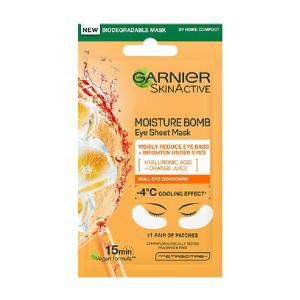 NEW BIODEGRADABLE MASK BY HOME COMPOST
GARNIER
SKINACTIVE
MOISTURE BOMB
Eye Sheet Mask
VISIBLY REDUCE EYE BAGS
+ BRIGHTEN UNDER EYES
HYALURONIC ACID
+ ORANGE JUICE
DULL EYE CONTOURS
-4°C COOLING EFFECT*
x1 PAIR OF PATCHES
OPHTHALMOLOGICALLY TESTED
FRAGRANCE FREE
15min
Vegan formula**